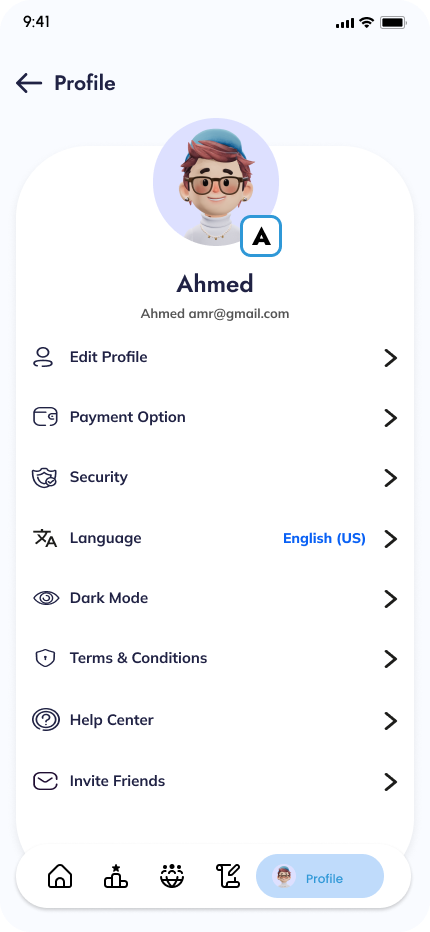 9:41
Profile
A
Ahmed
Ahmed amr@gmail.com
Edit Profile
Payment Option
Security
Language English (US)
Dark Mode
Terms & Conditions
Help Center
Invite Friends
Profile